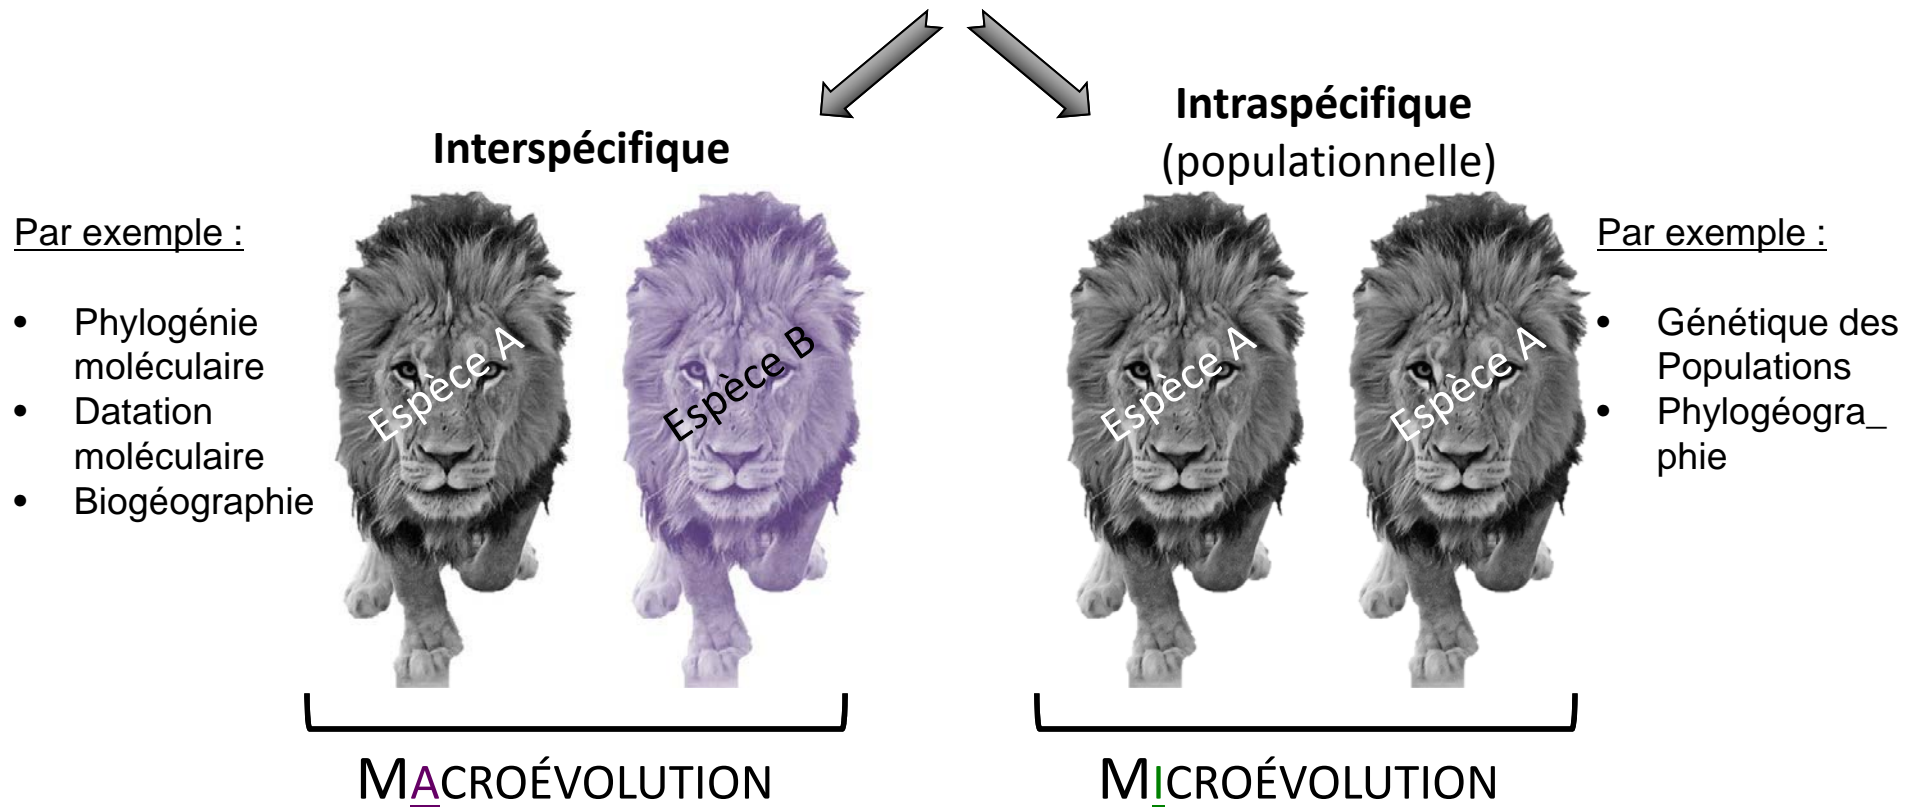 Interspécifique
Par exemple :
• Phylogénie
moléculaire
• Datation
moléculaire
• Biogéographie
Espèce A
Espèce B
MACROÉVOLUTION
Intraspécifique
(populationnelle)
Espèce A
Espèce A
Par exemple :
• Génétique des
Populations
• Phylogéogra_
phie
MICROÉVOLUTION